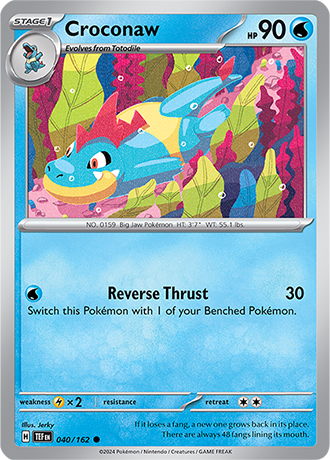 STAGE 1 Croconaw HP 90
Evolves from Totodile
NO. 0159 Big Jaw Pokémon HT: 3'7" WT: 55.1 lbs.
Reverse Thrust 30
Switch this Pokémon with 1 of your Benched Pokémon.
weakness ×2 resistance retreat
Illus. Jerky
If it loses a fang, a new one grows back in its place.
There are always 48 fangs lining its mouth.
H TEF EN 040/162
©2024 Pokémon / Nintendo / Creatures / GAME FREAK